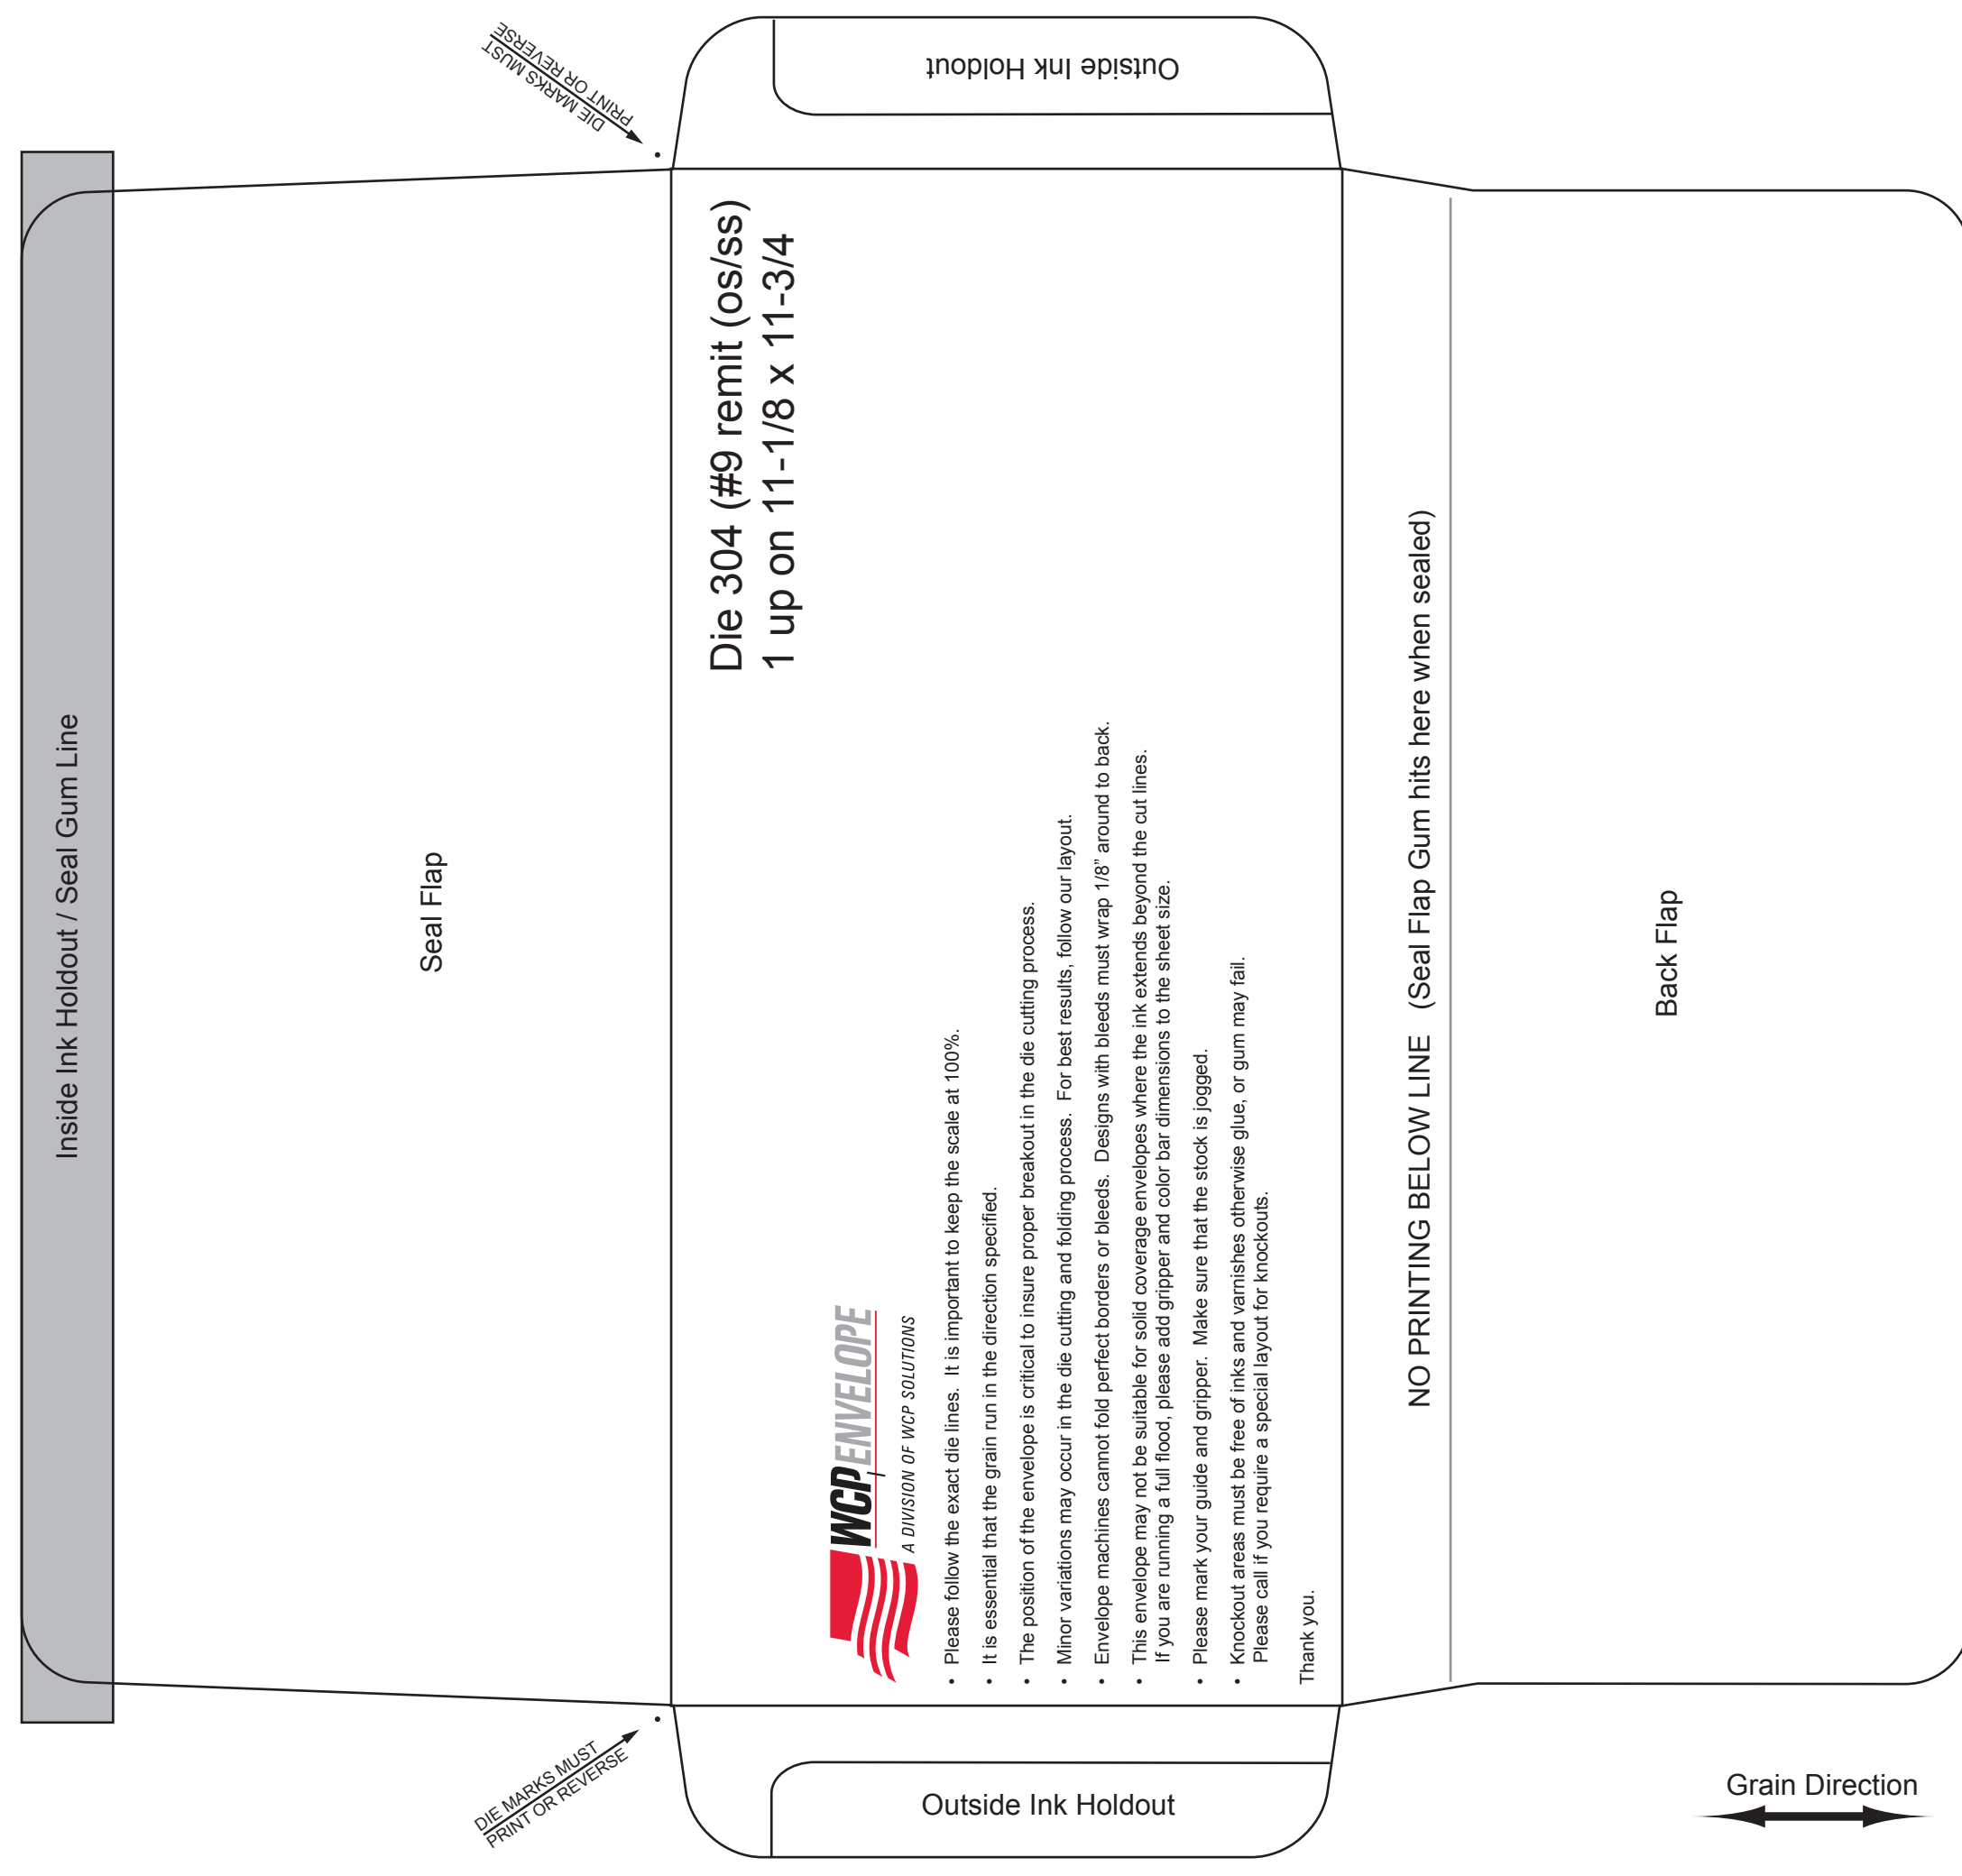 DIE MARKS MUST
PRINT OR REVERSE
Outside Ink Holdout
Inside Ink Holdout / Seal Gum Line
Seal Flap
Die 304 (#9 remit (os/ss)
1 up on 11-1/8 x 11-3/4
WCP ENVELOPE
A DIVISION OF WCP SOLUTIONS
• Please follow the exact die lines. It is important to keep the scale at 100%.
• It is essential that the grain run in the direction specified.
• The position of the envelope is critical to insure proper breakout in the die cutting process.
• Minor variations may occur in the die cutting and folding process. For best results, follow our layout.
• Envelope machines cannot fold perfect borders or bleeds. Designs with bleeds must wrap 1/8” around to back.
• This envelope may not be suitable for solid coverage envelopes where the ink extends beyond the cut lines.
If you are running a full flood, please add gripper and color bar dimensions to the sheet size.
• Please mark your guide and gripper. Make sure that the stock is jogged.
• Knockout areas must be free of inks and varnishes otherwise glue, or gum may fail.
Please call if you require a special layout for knockouts.
Thank you.
NO PRINTING BELOW LINE (Seal Flap Gum hits here when sealed)
Back Flap
DIE MARKS MUST
PRINT OR REVERSE
Outside Ink Holdout
Grain Direction